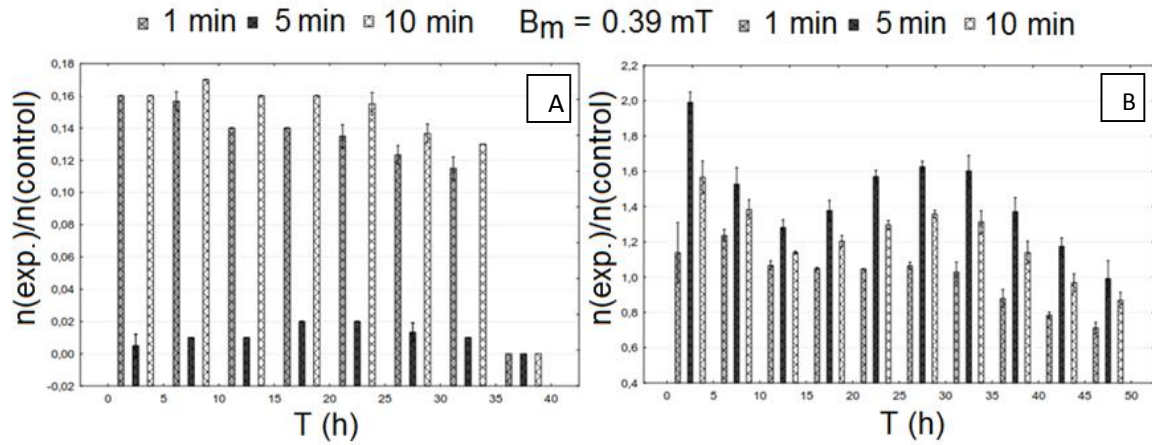 1 min 5 min 10 min Bm = 0.39 mT 1 min 5 min 10 min
A
B
n(exp.)/n(control)
0,18
0,16
0,14
0,12
0,10
0,08
0,06
0,04
0,02
0,00
-0,02
0 5 10 15 20 25 30 35 40
T (h)
n(exp.)/n(control)
2,2
2,0
1,8
1,6
1,4
1,2
1,0
0,8
0,6
0,4
0 5 10 15 20 25 30 35 40 45 50
T (h)